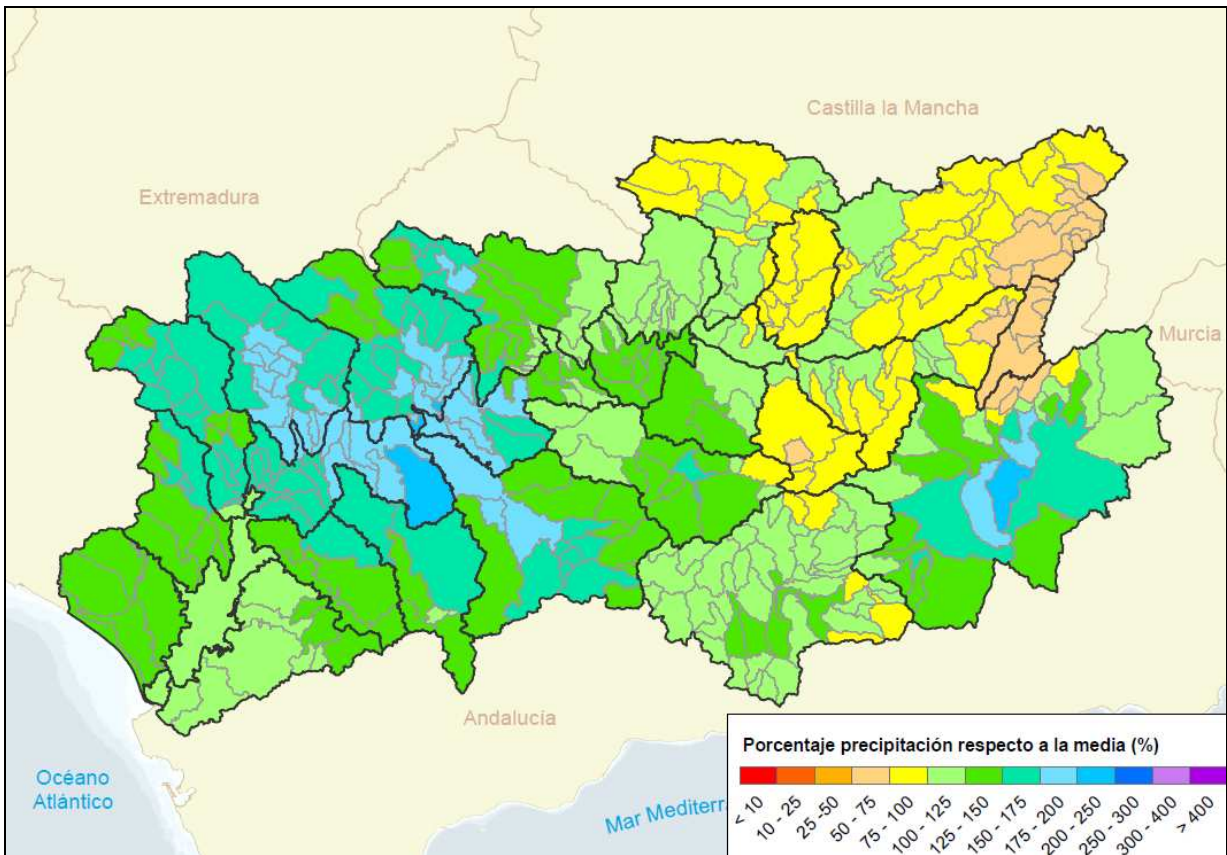 Castilla la Mancha
Extremadura
Murcia
Andalucía
Océano
Atlántico
Mar Mediterr
Porcentaje precipitación respecto a la media (%)
< 10
10 - 25
25 -50
50 - 75
75 - 100
100 - 125
125 - 150
150 - 175
175 - 200
200 - 250
250 - 300
300 - 400
> 400